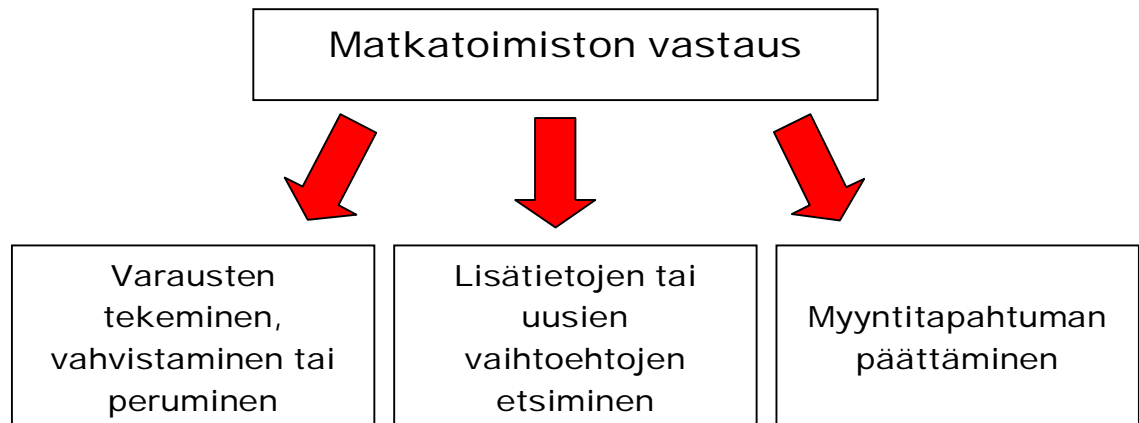 Matkatoimiston vastaus
Varausten
tekeminen,
vahvistaminen tai
peruminen
Lisätietojen tai
uusien
vaihtoehtojen
etsiminen
Myyntitapahtuman
päättäminen